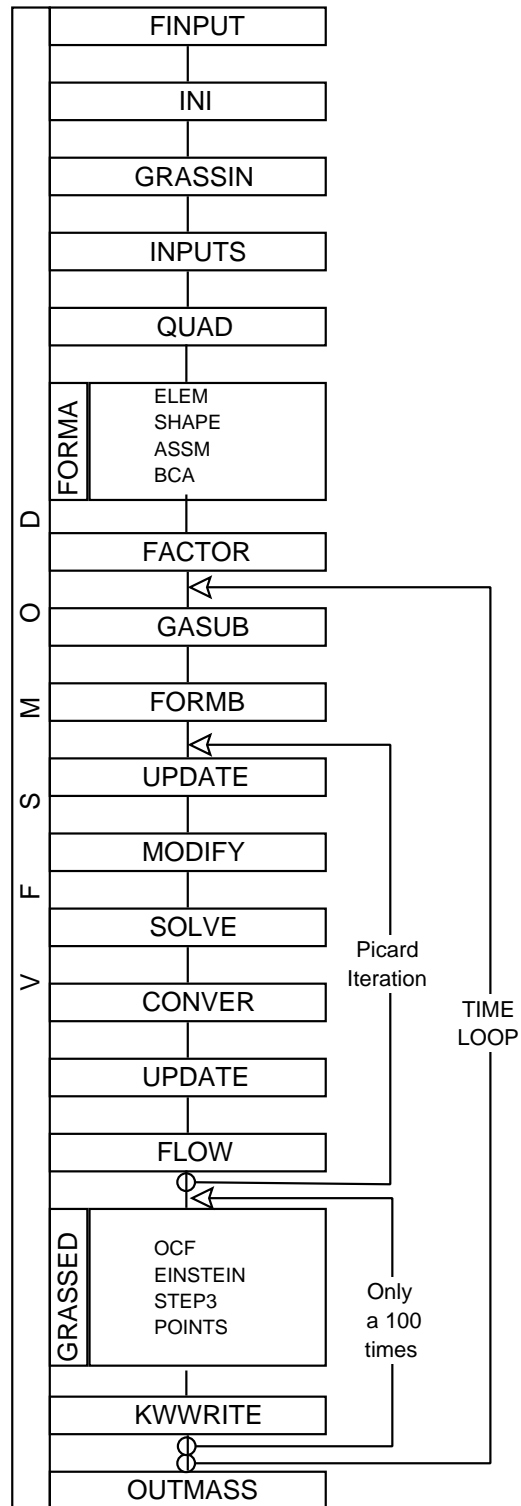 FINPUT
INI
GRASSIN
INPUTS
QUAD
FORMA
ELEM
SHAPE
ASSM
BCA
FACTOR
GASUB
FORMB
UPDATE
MODIFY
SOLVE
CONVER
UPDATE
FLOW
GRASSED
OCF
EINSTEIN
STEP3
POINTS
KWWRITE
OUTMASS
V F S M O D
Picard
Iteration
TIME
LOOP
Only
a 100
times